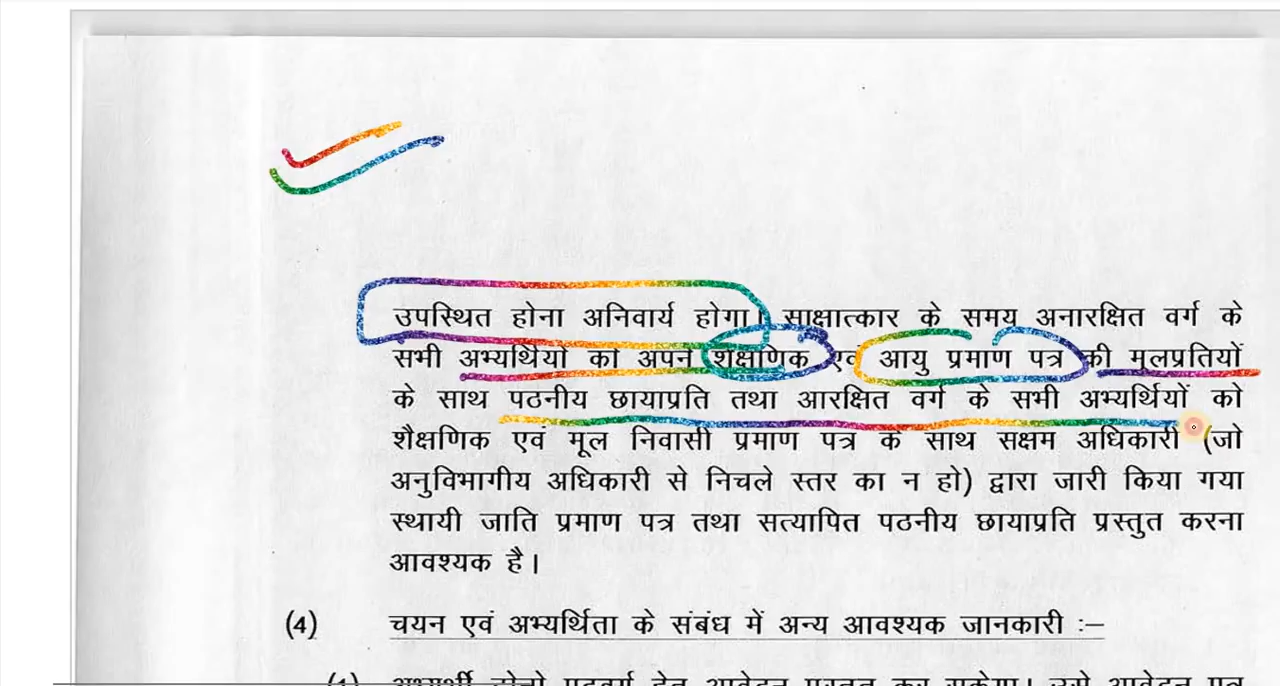 उपस्थित होना अनिवार्य होगा। साक्षात्कार के समय अनारक्षित वर्ग के
सभी अभ्यर्थियों को अपने शैक्षणिक एवं आयु प्रमाण पत्र की मूलप्रतियों
के साथ पठनीय छायाप्रति तथा आरक्षित वर्ग के सभी अभ्यर्थियों को
शैक्षणिक एवं मूल निवासी प्रमाण पत्र के साथ सक्षम अधिकारी (जो
अनुविभागीय अधिकारी से निचले स्तर का न हो) द्वारा जारी किया गया
स्थायी जाति प्रमाण पत्र तथा सत्यापित पठनीय छायाप्रति प्रस्तुत करना
आवश्यक है।
(4) चयन एवं अभ्यर्थिता के संबंध में अन्य आवश्यक जानकारी :–